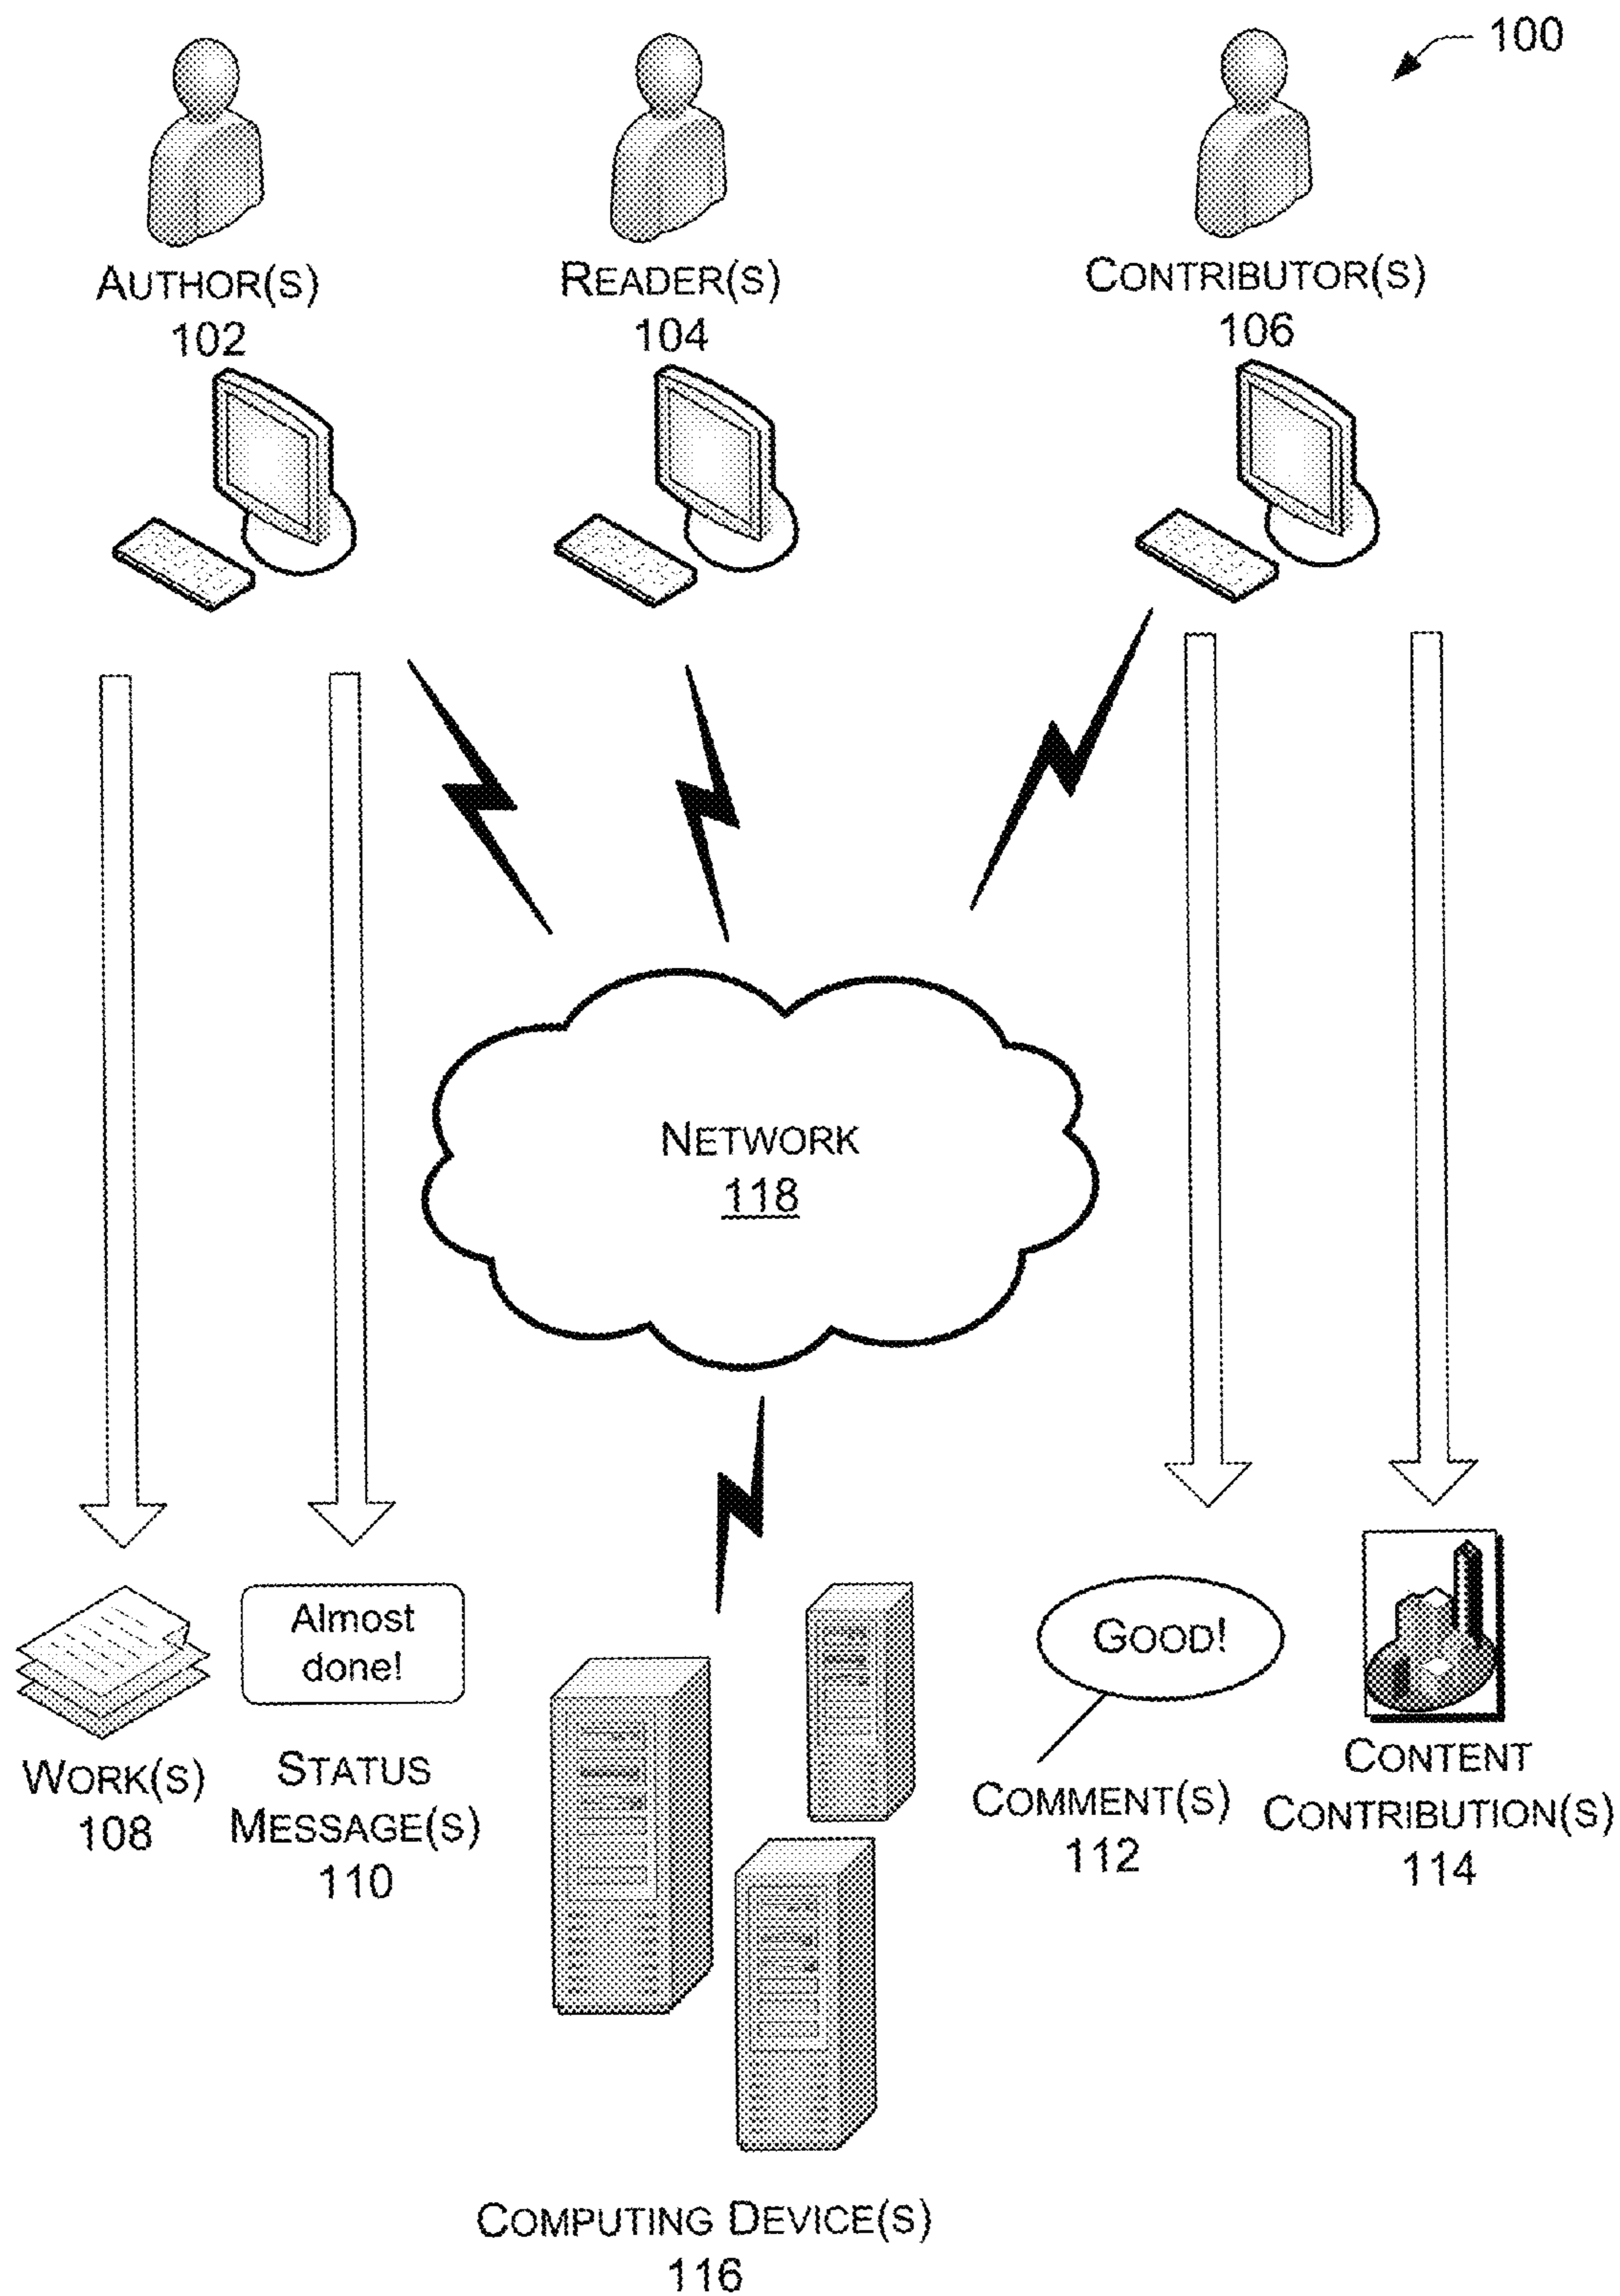 100
AUTHOR(S)
102
READER(S)
104
CONTRIBUTOR(S)
106
NETWORK
118
Almost
done!
GOOD!
WORK(S)
108
STATUS
MESSAGE(S)
110
COMMENT(S)
112
CONTENT
CONTRIBUTION(S)
114
COMPUTING DEVICE(S)
116